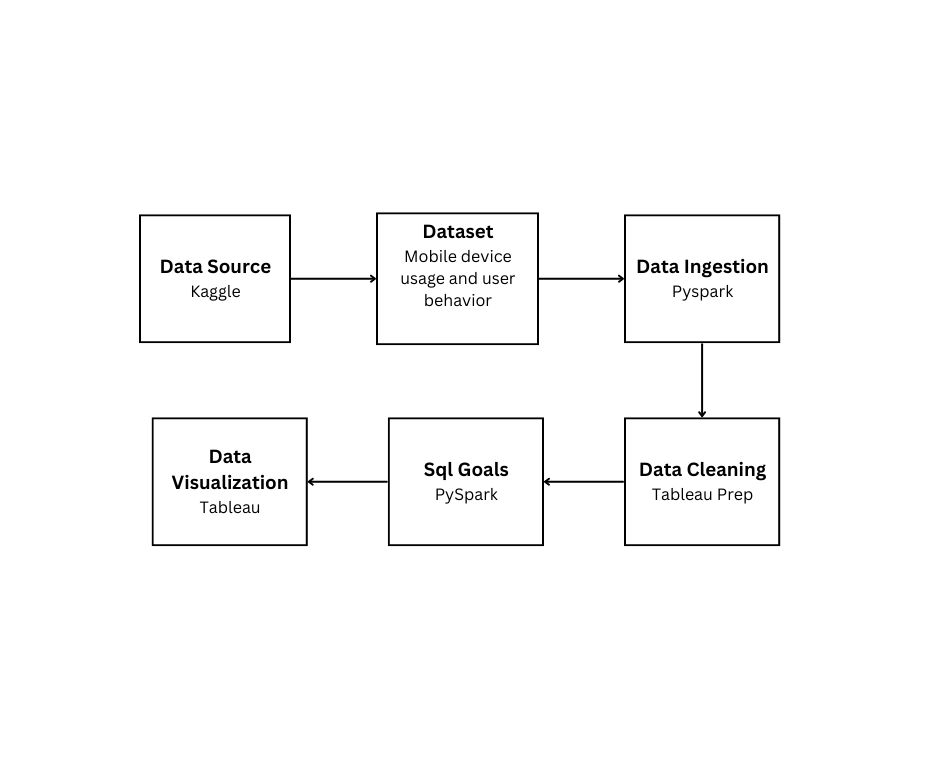 Data Source
Kaggle
Dataset
Mobile device
usage and user
behavior
Data Ingestion
Pyspark
Data Cleaning
Tableau Prep
Sql Goals
PySpark
Data
Visualization
Tableau